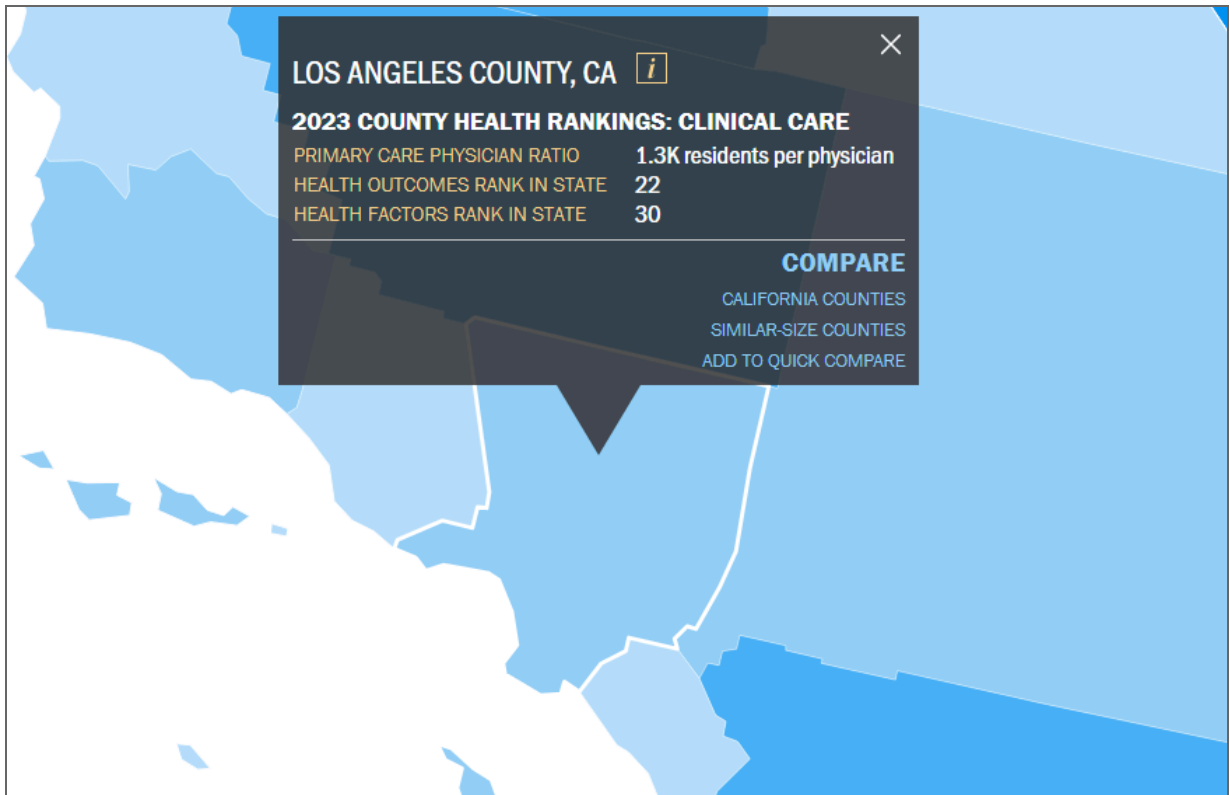 LOS ANGELES COUNTY, CA i
2023 COUNTY HEALTH RANKINGS: CLINICAL CARE
PRIMARY CARE PHYSICIAN RATIO 1.3K residents per physician
HEALTH OUTCOMES RANK IN STATE 22
HEALTH FACTORS RANK IN STATE 30
COMPARE
CALIFORNIA COUNTIES
SIMILAR-SIZE COUNTIES
ADD TO QUICK COMPARE